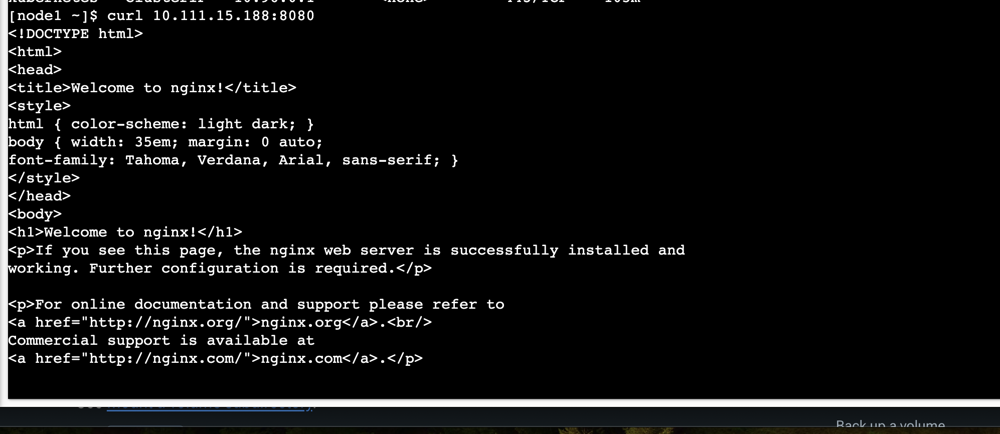 [node1 ~]$ curl 10.111.15.188:8080
<!DOCTYPE html>
<html>
<head>
<title>Welcome to nginx!</title>
<style>
html { color-scheme: light dark; }
body { width: 35em; margin: 0 auto;
font-family: Tahoma, Verdana, Arial, sans-serif; }
</style>
</head>
<body>
<h1>Welcome to nginx!</h1>
<p>If you see this page, the nginx web server is successfully installed and
working. Further configuration is required.</p>

<p>For online documentation and support please refer to
<a href="http://nginx.org/">nginx.org</a>.<br/>
Commercial support is available at
<a href="http://nginx.com/">nginx.com</a>.</p>
Back up a volume